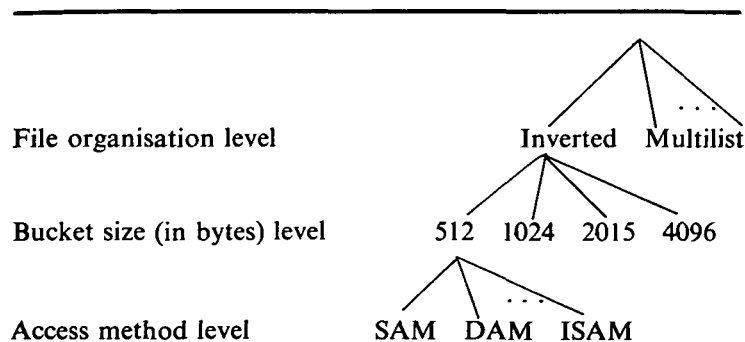 . . .
File organisation level Inverted Multilist
Bucket size (in bytes) level 512 1024 2015 4096
. . .
Access method level SAM DAM ISAM